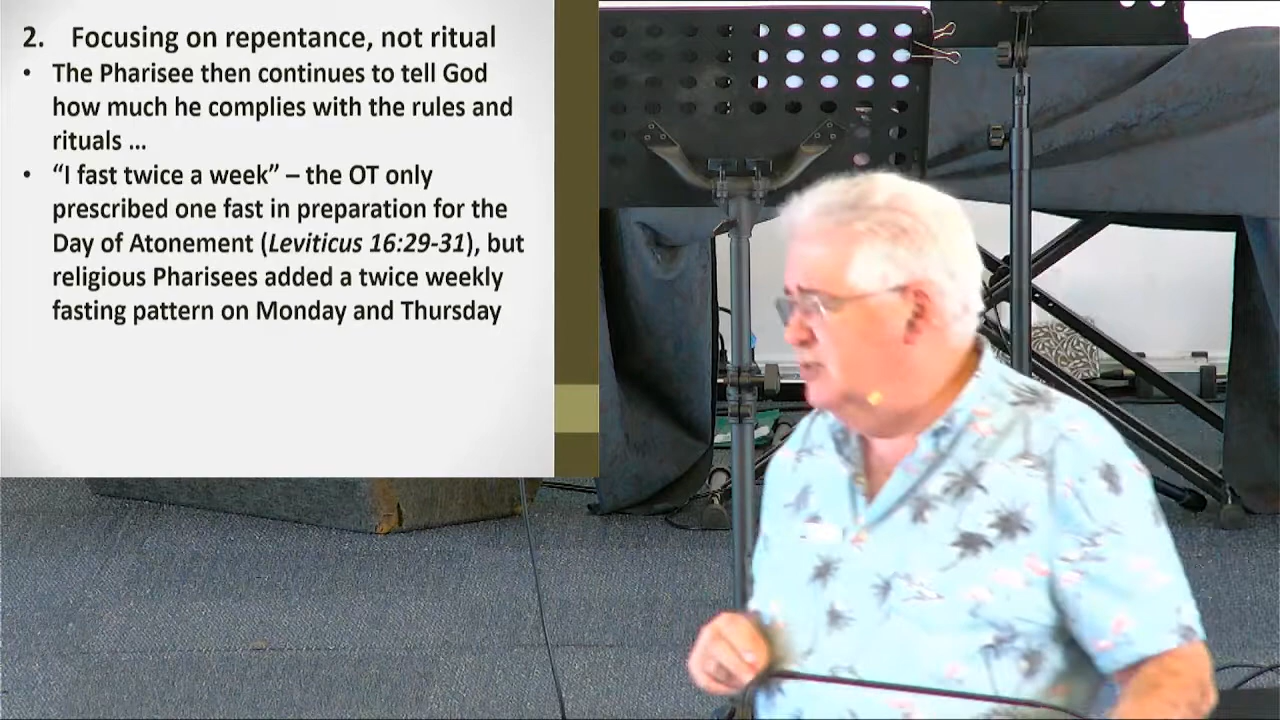 2. Focusing on repentance, not ritual
• The Pharisee then continues to tell God
how much he complies with the rules and
rituals ...
• “I fast twice a week” – the OT only
prescribed one fast in preparation for the
Day of Atonement (Leviticus 16:29-31), but
religious Pharisees added a twice weekly
fasting pattern on Monday and Thursday